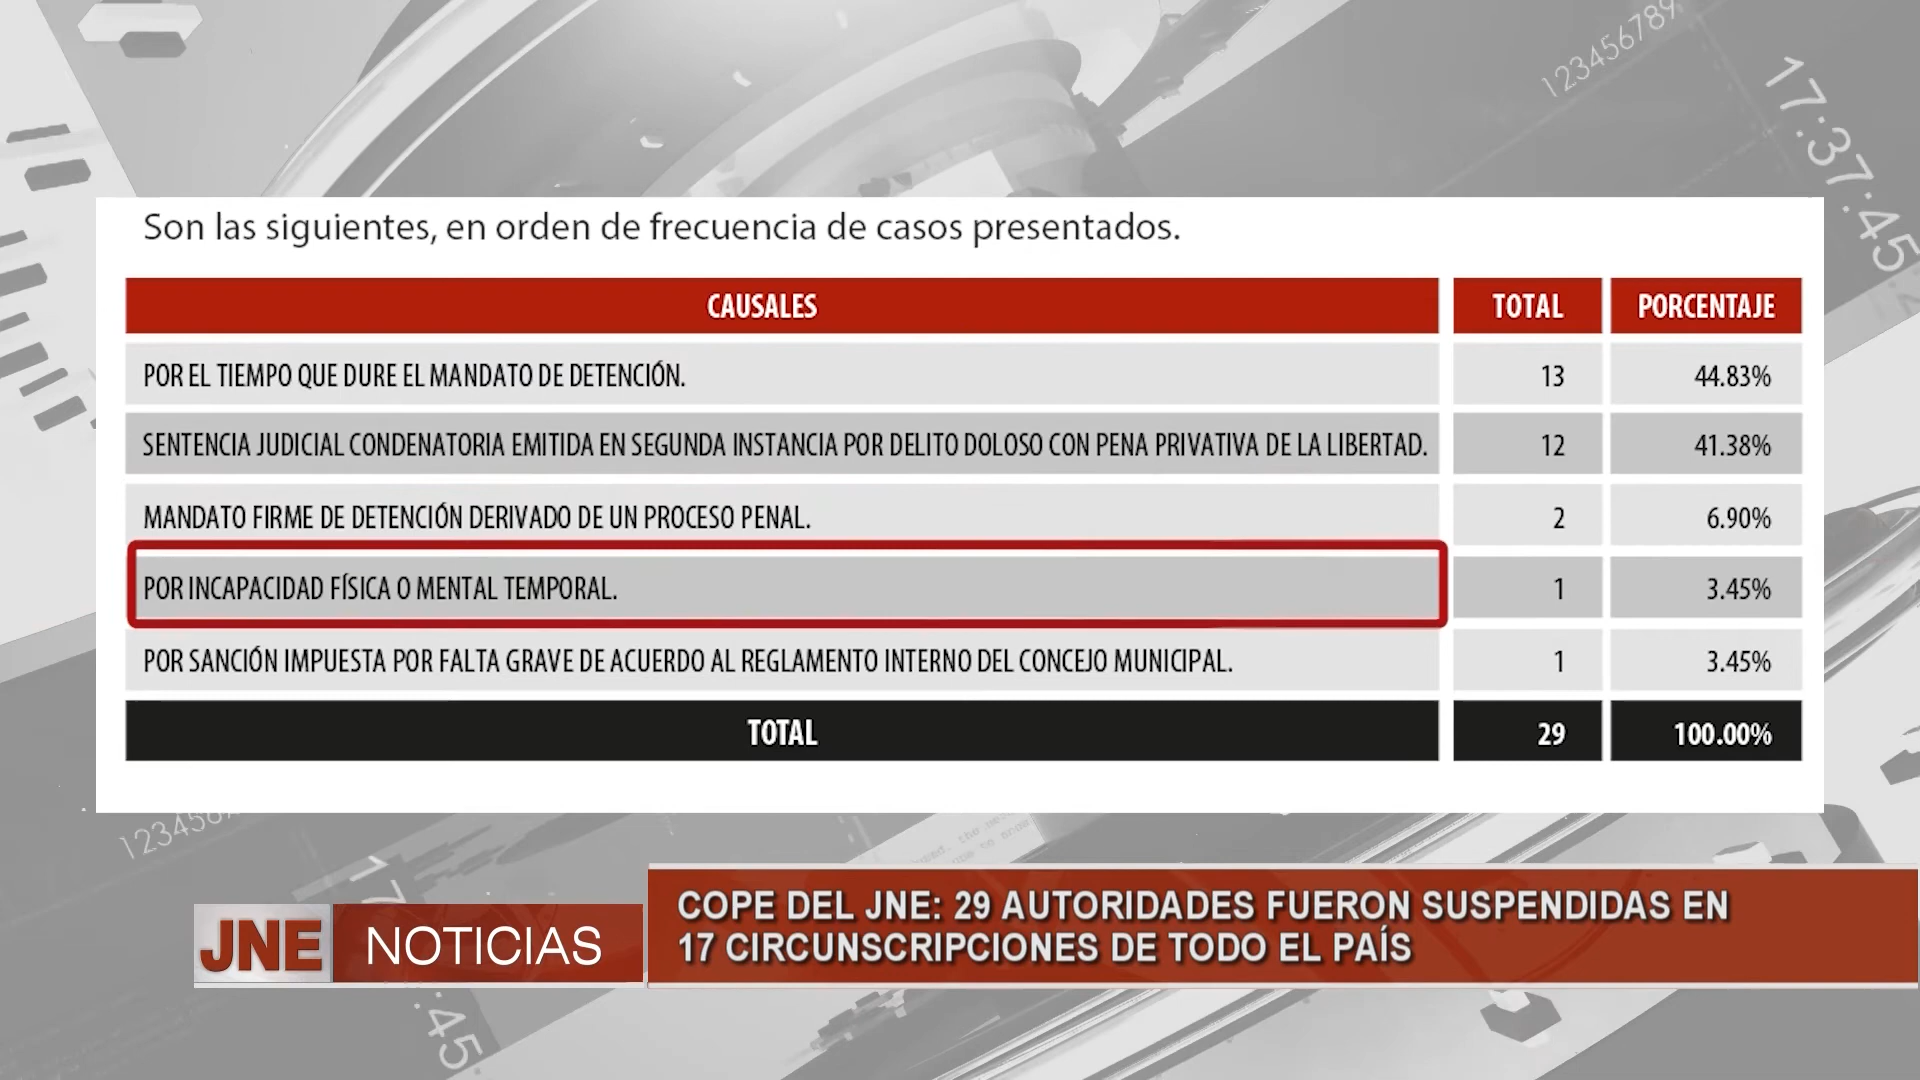 123456789
17:37:45
Son las siguientes, en orden de frecuencia de casos presentados.
CAUSALES TOTAL PORCENTAJE
POR EL TIEMPO QUE DURE EL MANDATO DE DETENCIÓN. 13 44.83%
SENTENCIA JUDICIAL CONDENATORIA EMITIDA EN SEGUNDA INSTANCIA POR DELITO DOLOSO CON PENA PRIVATIVA DE LA LIBERTAD. 12 41.38%
MANDATO FIRME DE DETENCIÓN DERIVADO DE UN PROCESO PENAL. 2 6.90%
POR INCAPACIDAD FÍSICA O MENTAL TEMPORAL. 1 3.45%
POR SANCIÓN IMPUESTA POR FALTA GRAVE DE ACUERDO AL REGLAMENTO INTERNO DEL CONCEJO MUNICIPAL. 1 3.45%
TOTAL 29 100.00%
COPE DEL JNE: 29 AUTORIDADES FUERON SUSPENDIDAS EN
17 CIRCUNSCRIPCIONES DE TODO EL PAÍS
JNE NOTICIAS